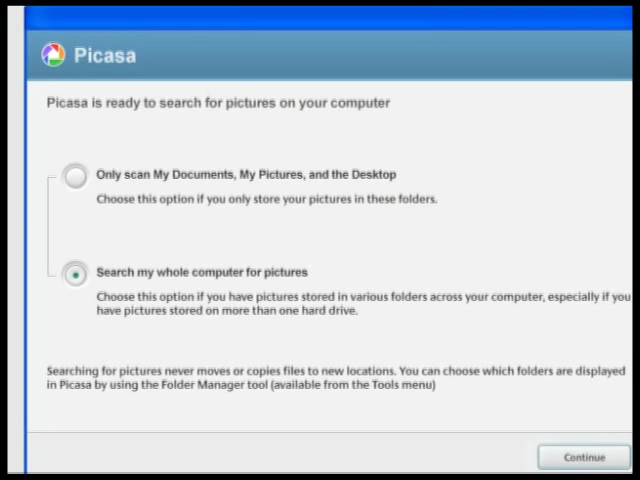 Picasa
Picasa is ready to search for pictures on your computer
Only scan My Documents, My Pictures, and the Desktop
Choose this option if you only store your pictures in these folders.
Search my whole computer for pictures
Choose this option if you have pictures stored in various folders across your computer, especially if you
have pictures stored on more than one hard drive.
Searching for pictures never moves or copies files to new locations. You can choose which folders are displayed
in Picasa by using the Folder Manager tool (available from the Tools menu)
Continue